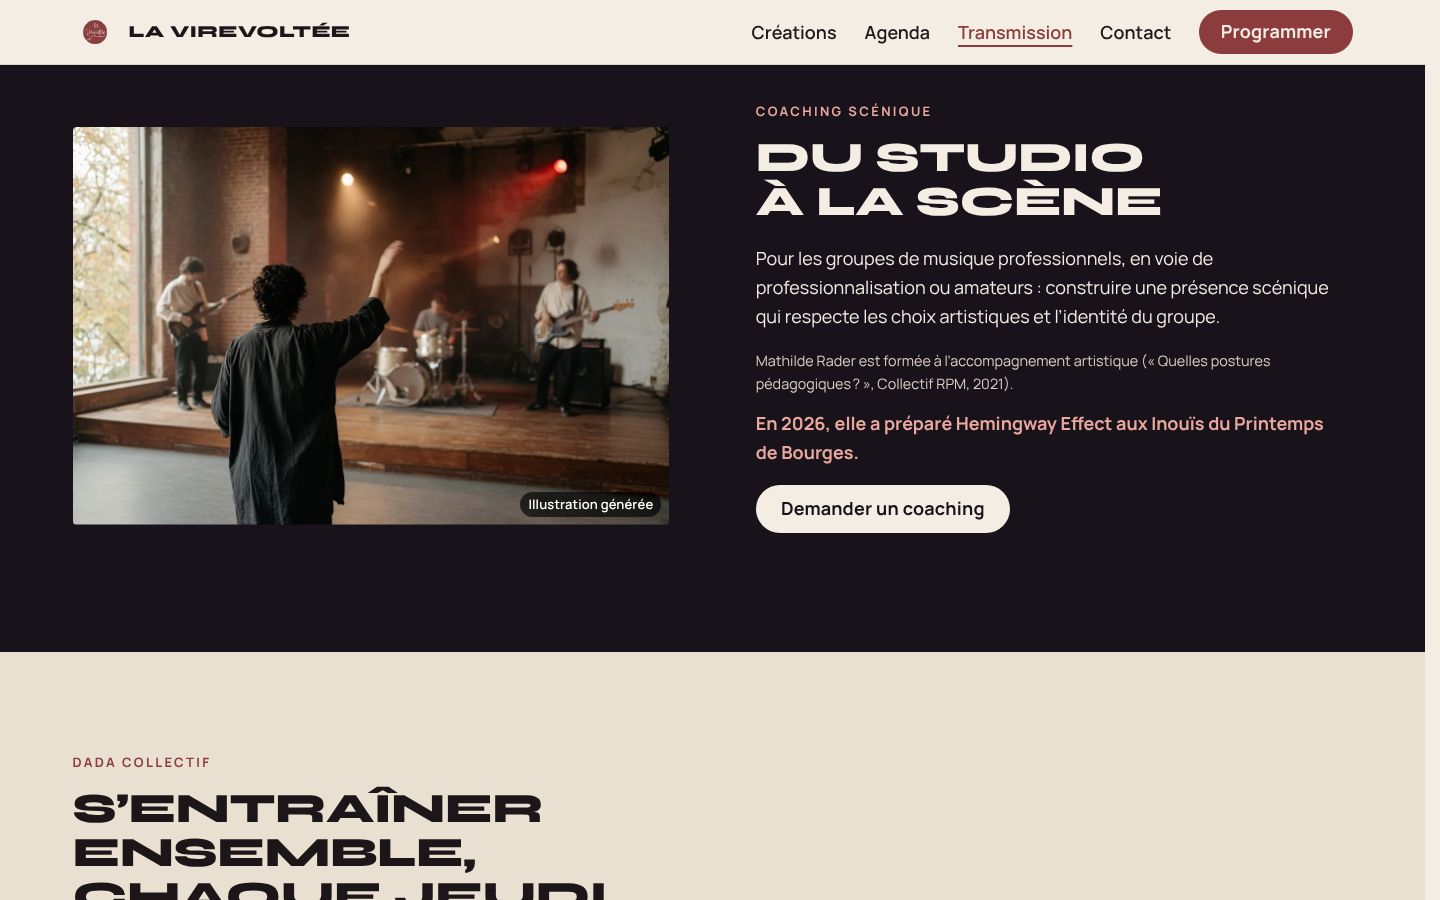 LA VIREVOLTÉE
Créations
Agenda
Transmission
Contact
Programmer
Illustration générée
COACHING SCÉNIQUE
DU STUDIO
À LA SCÈNE
Pour les groupes de musique professionnels, en voie de
professionnalisation ou amateurs : construire une présence scénique
qui respecte les choix artistiques et l’identité du groupe.
Mathilde Rader est formée à l’accompagnement artistique (« Quelles postures
pédagogiques ? », Collectif RPM, 2021).
En 2026, elle a préparé Hemingway Effect aux Inouïs du Printemps
de Bourges.
Demander un coaching
DADA COLLECTIF
S’ENTRAÎNER
ENSEMBLE,
CHAQUE JEUDI